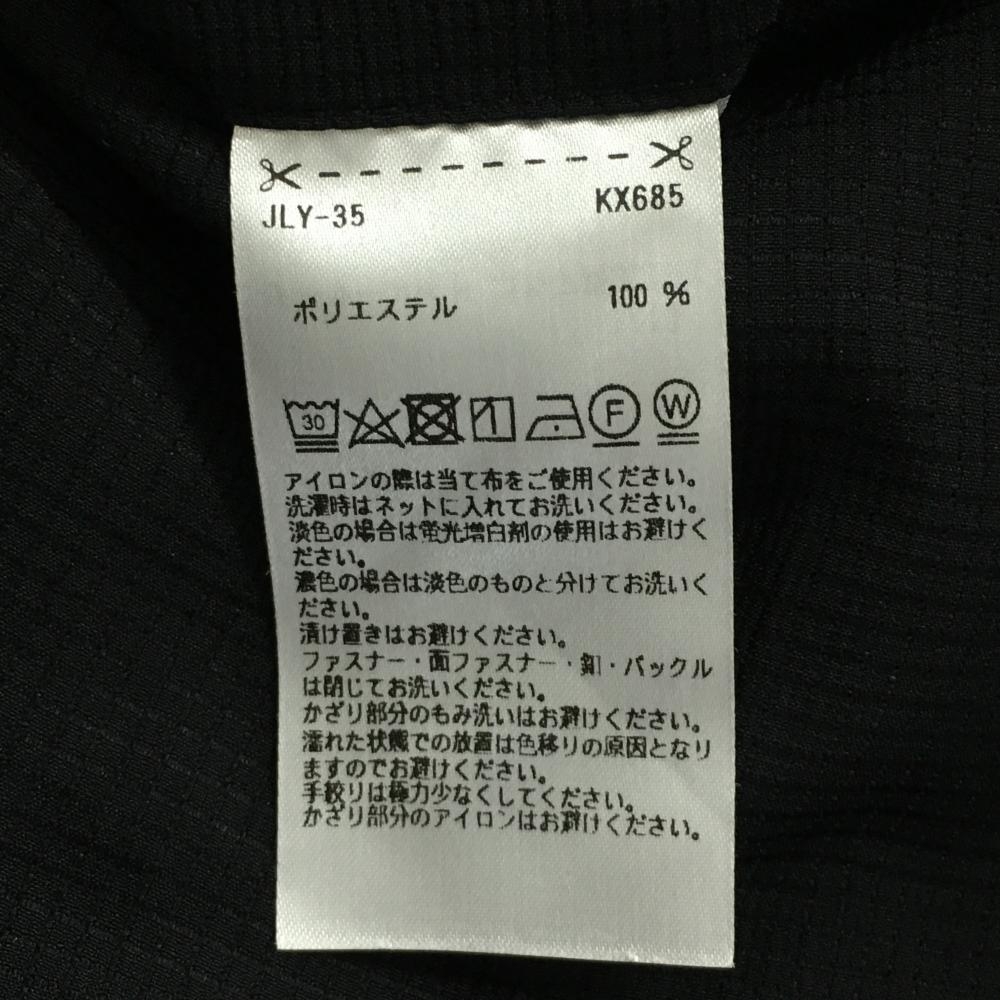 JLY-35 KX685
ポリエステル 100 %
30 F W
アイロンの際は当て布をご使用ください。
洗濯時はネットに入れてお洗いください。
淡色の場合は蛍光増白剤の使用はお避けく
ださい。
濃色の場合は淡色のものと分けてお洗いく
ださい。
漬け置きはお避けください。
ファスナー・面ファスナー・釦・バックル
は閉じてお洗いください。
かざり部分のもみ洗いはお避けください。
濡れた状態での放置は色移りの原因となり
ますのでお避けください。
手絞りは極力少なくしてください。
かざり部分のアイロンはお避けください。